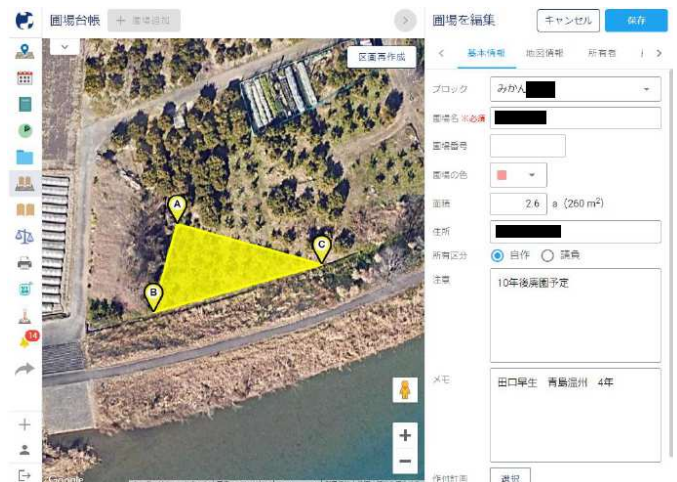 圃場台帳
+ 圃場追加
区画再作成
A
B
C
Google
14
圃場を編集
キャンセル
保存
基本情報
地図情報
所有者
ブロック
みかん
圃場名 ※必須
圃場番号
圃場の色
面積
2.6 a (260 m²)
住所
所有区分
自作
請負
注意
10年後廃園予定
メモ
田口早生 青島温州 4年
作付計画
選択